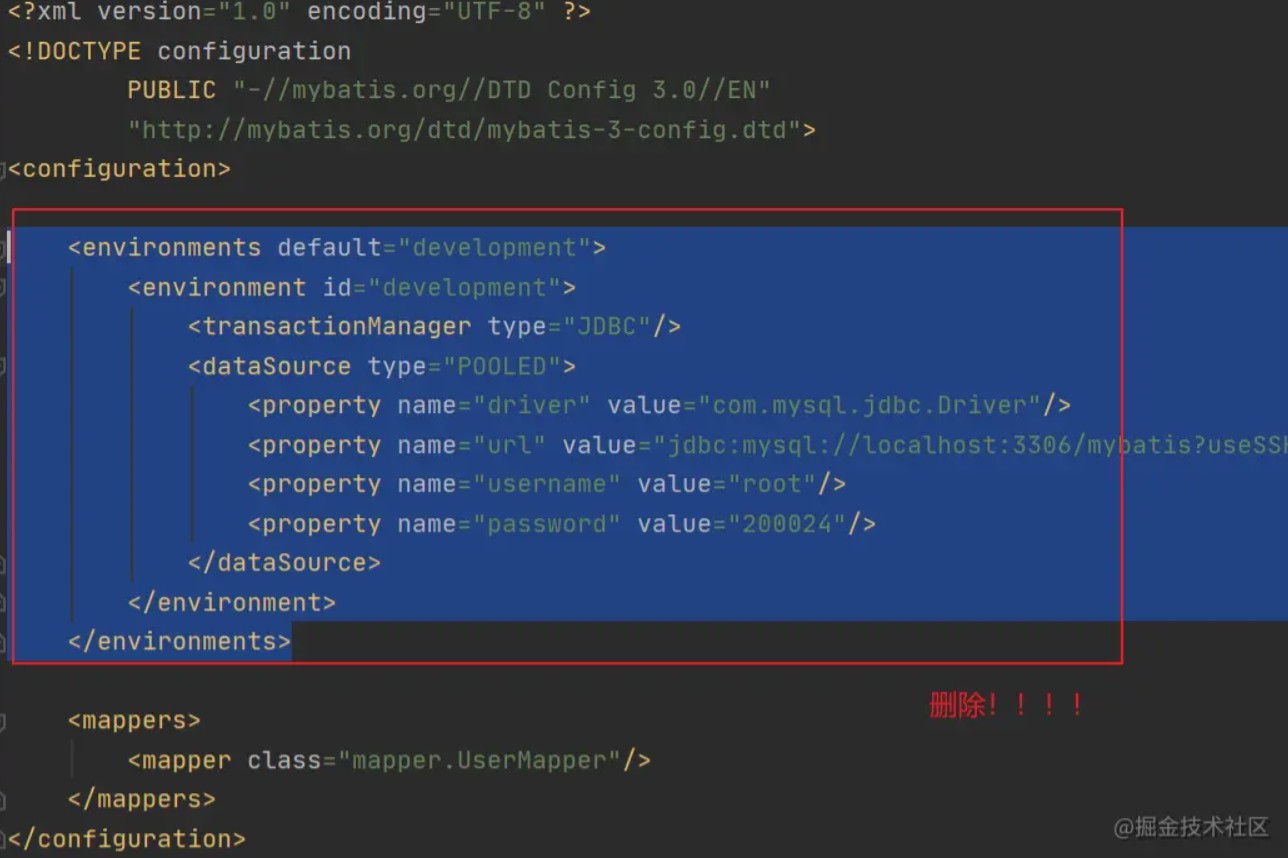 <?xml version="1.0" encoding="UTF-8" ?>
<!DOCTYPE configuration
PUBLIC "-//mybatis.org//DTD Config 3.0//EN"
"http://mybatis.org/dtd/mybatis-3-config.dtd">
<configuration>
<environments default="development">
<environment id="development">
<transactionManager type="JDBC"/>
<dataSource type="POOLED">
<property name="driver" value="com.mysql.jdbc.Driver"/>
<property name="url" value="jdbc:mysql://localhost:3306/mybatis?useSS
<property name="username" value="root"/>
<property name="password" value="200024"/>
</dataSource>
</environment>
</environments>
删除！！！！
<mappers>
<mapper class="mapper.UserMapper"/>
</mappers>
</configuration>
@掘金技术社区